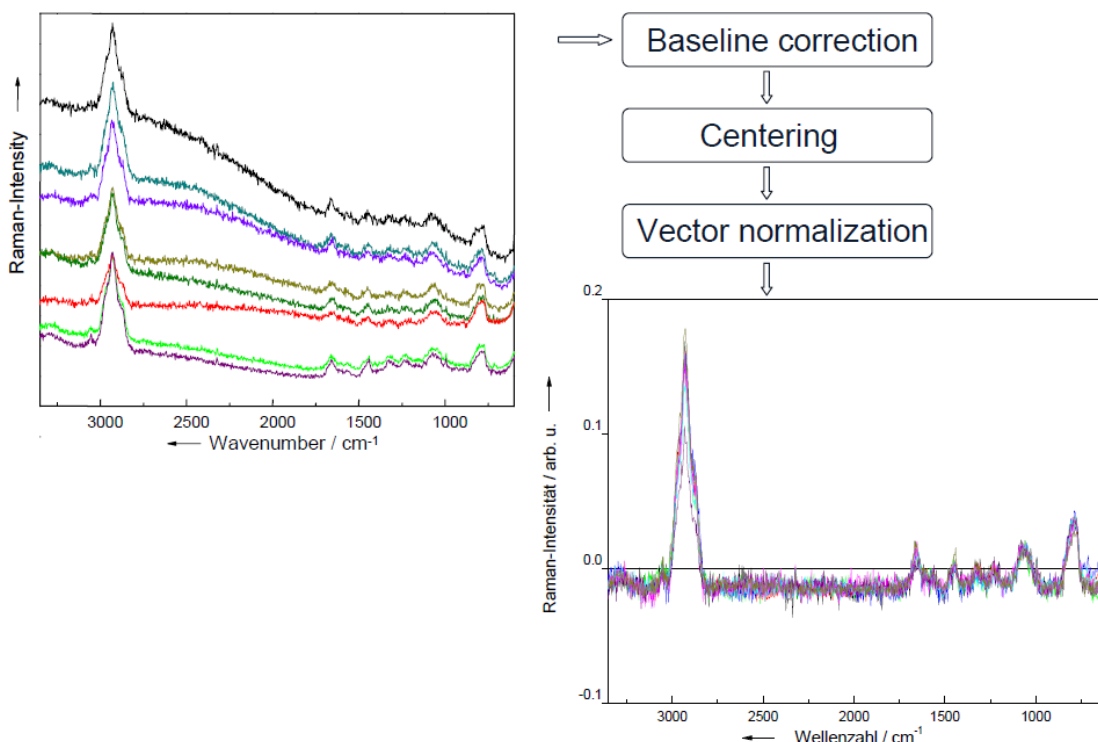 Raman-Intensity
3000
2500
2000
1500
1000
Wavenumber / cm-1
Baseline correction
Centering
Vector normalization
Raman-Intensität / arb. u.
0.2
0.1
0.0
-0.1
3000
2500
2000
1500
1000
Wellenzahl / cm-1